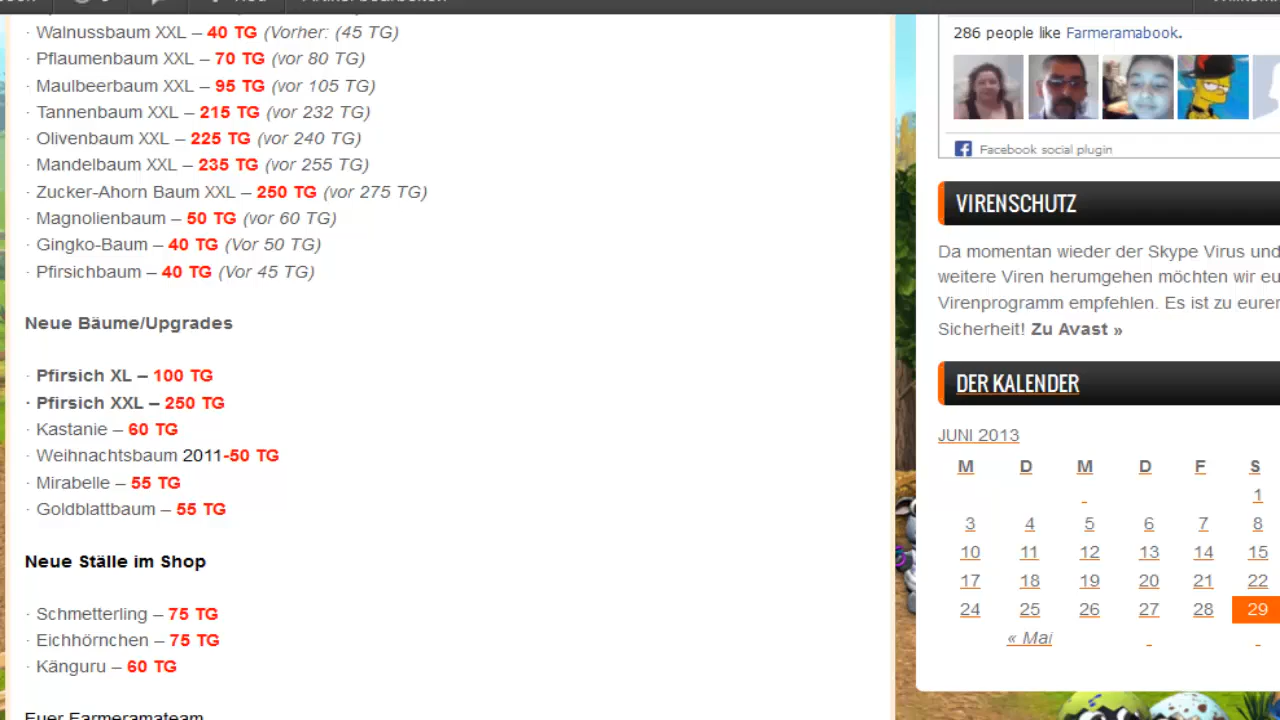 · Walnussbaum XXL – 40 TG (Vorher: (45 TG)
· Pflaumenbaum XXL – 70 TG (vor 80 TG)
· Maulbeerbaum XXL – 95 TG (vor 105 TG)
· Tannenbaum XXL – 215 TG (vor 232 TG)
· Olivenbaum XXL – 225 TG (vor 240 TG)
· Mandelbaum XXL – 235 TG (vor 255 TG)
· Zucker-Ahorn Baum XXL – 250 TG (vor 275 TG)
· Magnolienbaum – 50 TG (vor 60 TG)
· Gingko-Baum – 40 TG (Vor 50 TG)
· Pfirsichbaum – 40 TG (Vor 45 TG)
Neue Bäume/Upgrades
· Pfirsich XL – 100 TG
· Pfirsich XXL – 250 TG
· Kastanie – 60 TG
· Weihnachtsbaum 2011-50 TG
· Mirabelle – 55 TG
· Goldblattbaum – 55 TG
Neue Ställe im Shop
· Schmetterling – 75 TG
· Eichhörnchen – 75 TG
· Känguru – 60 TG
Euer Farmeramateam
286 people like Farmeramabook.
Facebook social plugin
VIRENSCHUTZ
Da momentan wieder der Skype Virus und
weitere Viren herumgehen möchten wir eu
Virenprogramm empfehlen. Es ist zu eurer
Sicherheit! Zu Avast »
DER KALENDER
JUNI 2013
M D M D F S
1
3 4 5 6 7 8
10 11 12 13 14 15
17 18 19 20 21 22
24 25 26 27 28 29
« Mai